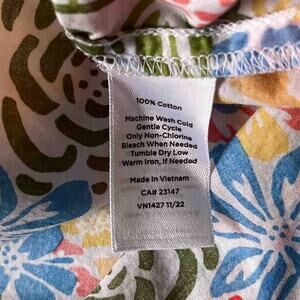 100% Cotton
Machine Wash Cold
Gentle Cycle
Only Non-Chlorine
Bleach When Needed
Tumble Dry Low
Warm Iron, If Needed
Made in Vietnam
CA# 23147
VN1427 11/22